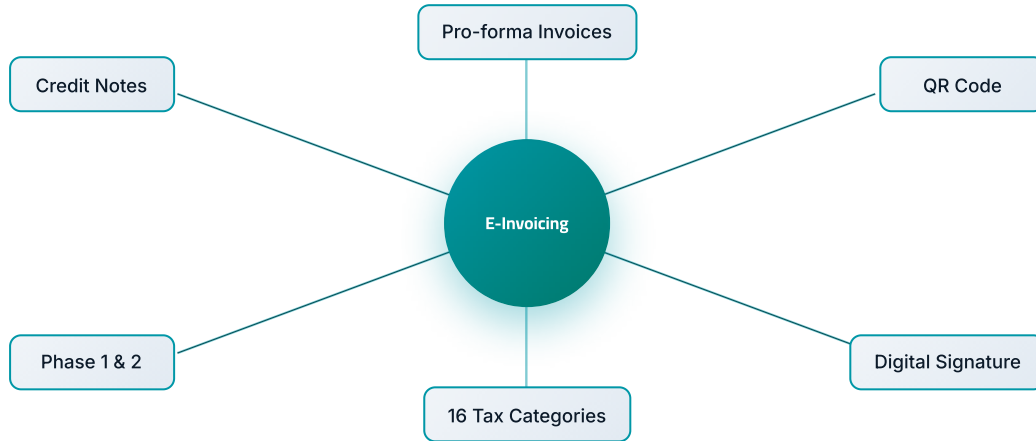 Pro-forma Invoices
Credit Notes
QR Code
E-Invoicing
Phase 1 & 2
Digital Signature
16 Tax Categories